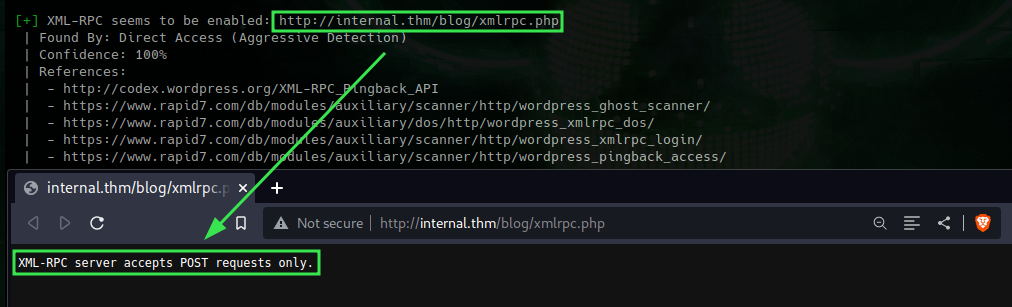 [+] XML-RPC seems to be enabled: http://internal.thm/blog/xmlrpc.php
| Found By: Direct Access (Aggressive Detection)
| Confidence: 100%
| References:
| - http://codex.wordpress.org/XML-RPC_Pingback_API
| - https://www.rapid7.com/db/modules/auxiliary/scanner/http/wordpress_ghost_scanner/
| - https://www.rapid7.com/db/modules/auxiliary/dos/http/wordpress_xmlrpc_dos/
| - https://www.rapid7.com/db/modules/auxiliary/scanner/http/wordpress_xmlrpc_login/
| - https://www.rapid7.com/db/modules/auxiliary/scanner/http/wordpress_pingback_access/
internal.thm/blog/xmlrpc.p
Not secure http://internal.thm/blog/xmlrpc.php
XML-RPC server accepts POST requests only.